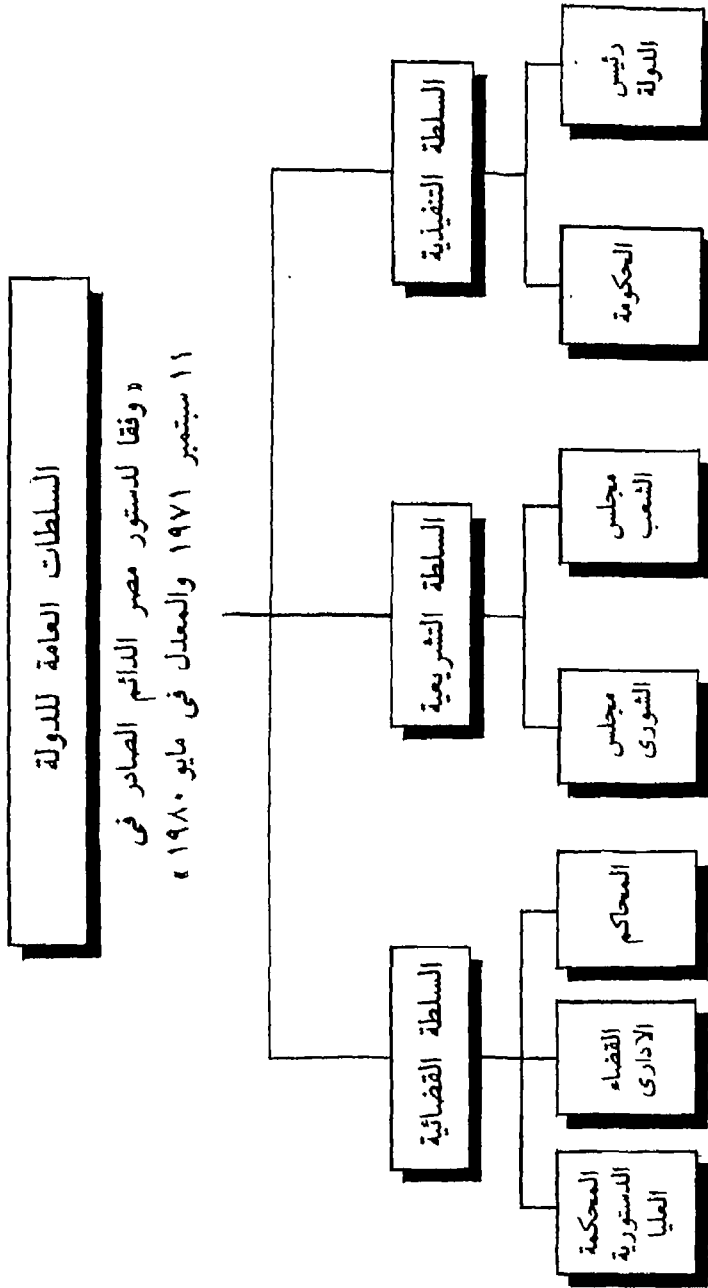 السلطات العامة للدولة
« وفقا لدستور مصر الدائم الصادر فى
١١ سبتمبر ١٩٧١ والمعدل فى مايو ١٩٨٠ »
السلطة التنفيذية
السلطة التشريعية
السلطة القضائية
رئيس
الدولة
الحكومة
مجلس
الشعب
مجلس
الشورى
المحاكم
القضاء
الادارى
المحكمة
الدستورية
العليا